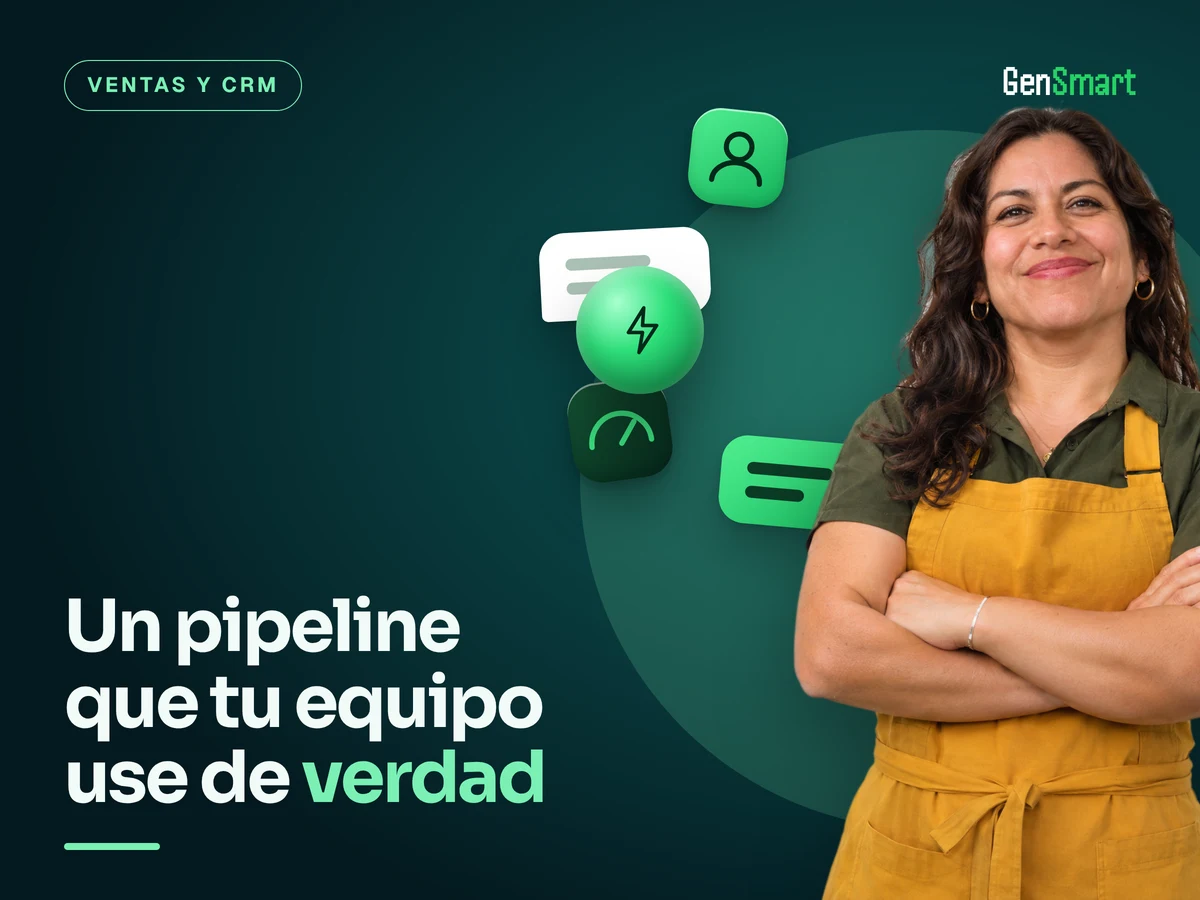 VENTAS Y CRM
GenSmart
Un pipeline
que tu equipo
use de verdad